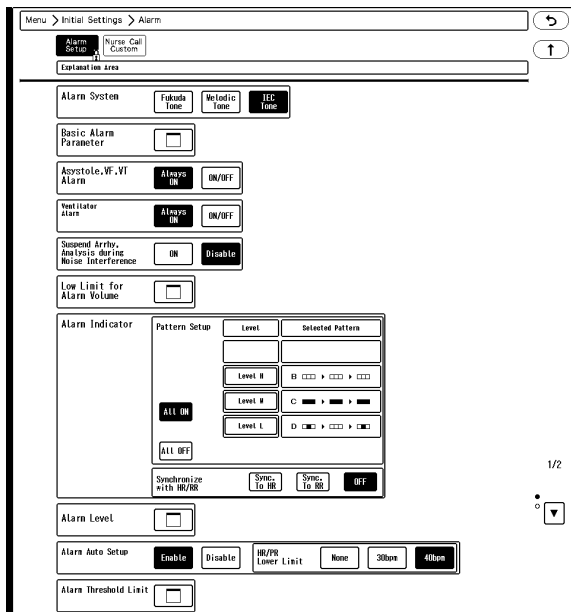 Menu > Initial Settings > Alarm
Alarm
Setup
Nurse Call
Custom
Explanation Area
Alarm System
Fukuda
Tone
Melodic
Tone
IEC
Tone
Basic Alarm
Parameter
Asystole,VF,VT
Alarm
Always
ON
ON/OFF
Ventilator
Alarm
Always
ON
ON/OFF
Suspend Arrhy.
Analysis during
Noise Interference
ON
Disable
Low Limit for
Alarm Volume
Alarm Indicator
Pattern Setup
Level
Selected Pattern
Level H
B
Level M
C
All ON
Level L
D
All OFF
Synchronize
with HR/RR
Sync.
To HR
Sync.
To RR
OFF
1/2
Alarm Level
Alarm Auto Setup
Enable
Disable
HR/PR
Lower Limit
None
30bpm
40bpm
Alarm Threshold Limit